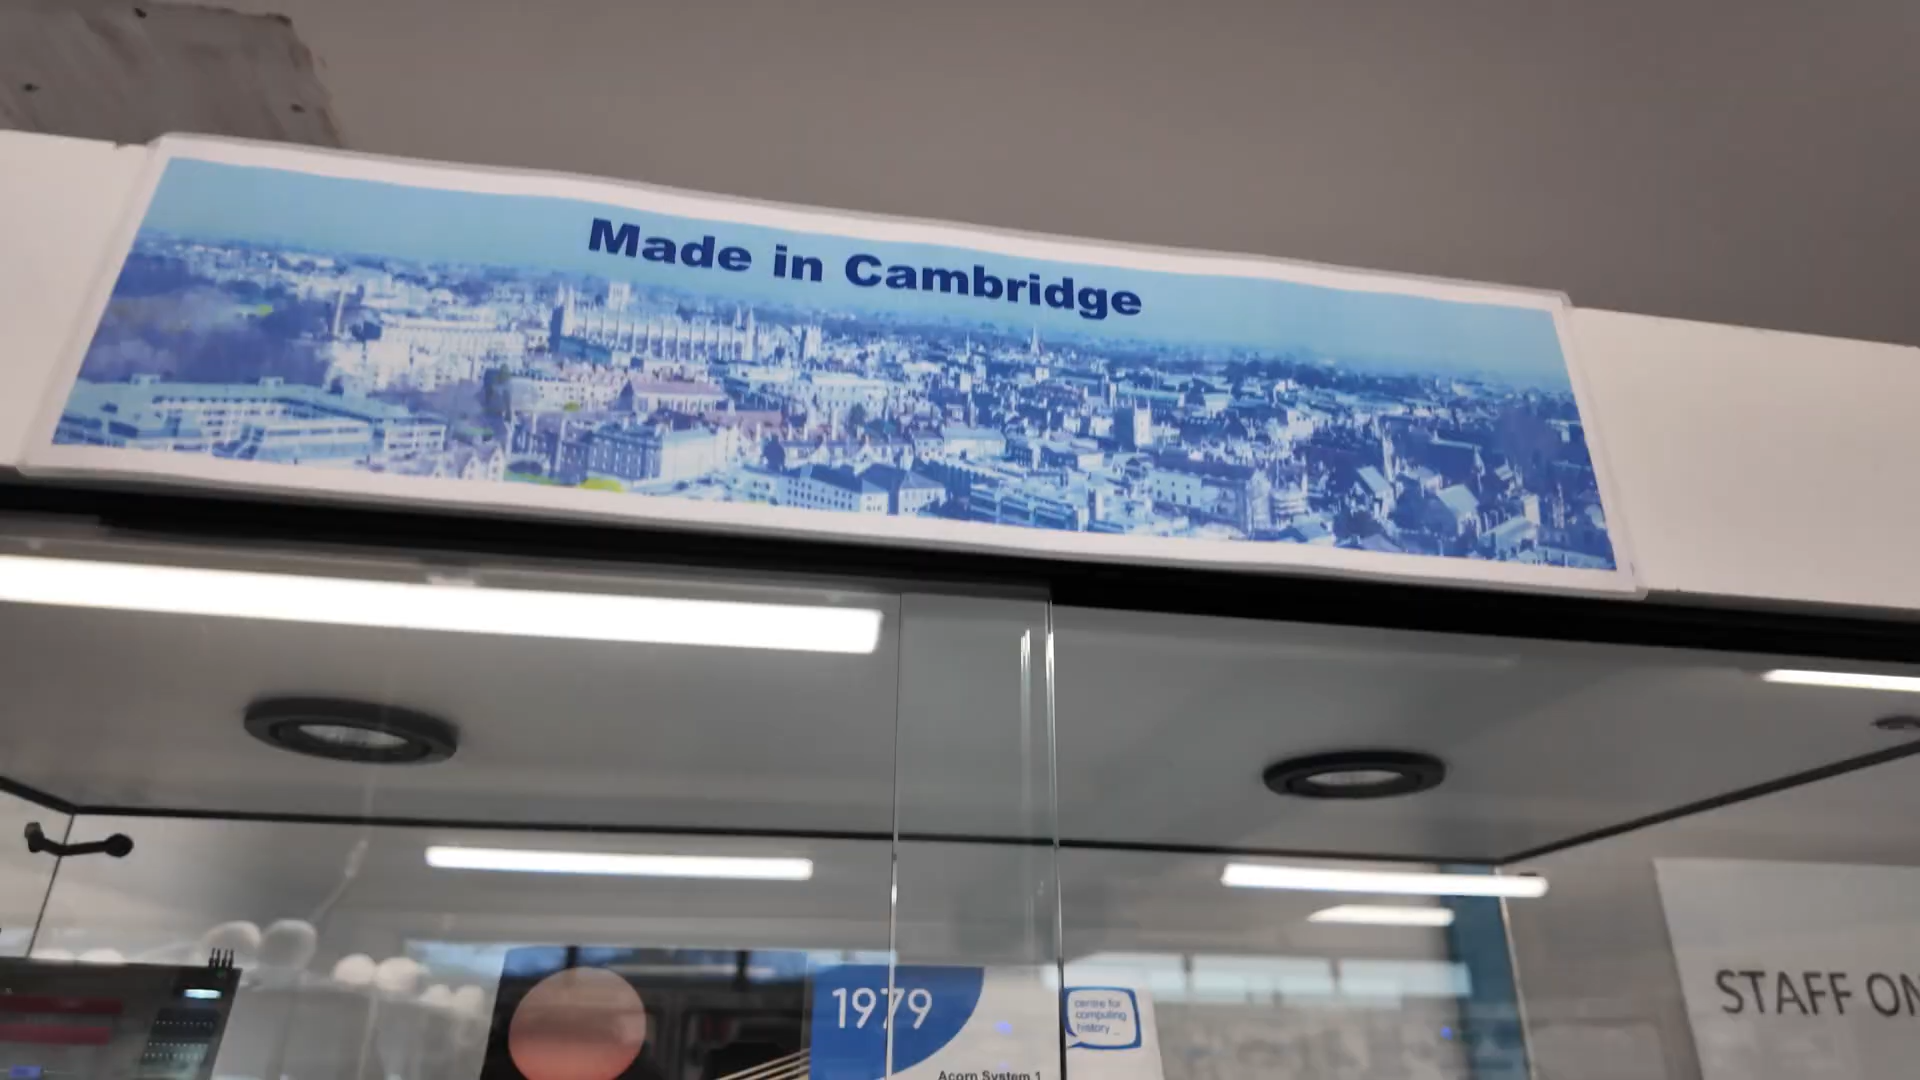 Made in Cambridge
1979
centre for
computing
history
Acorn System 1
STAFF ON